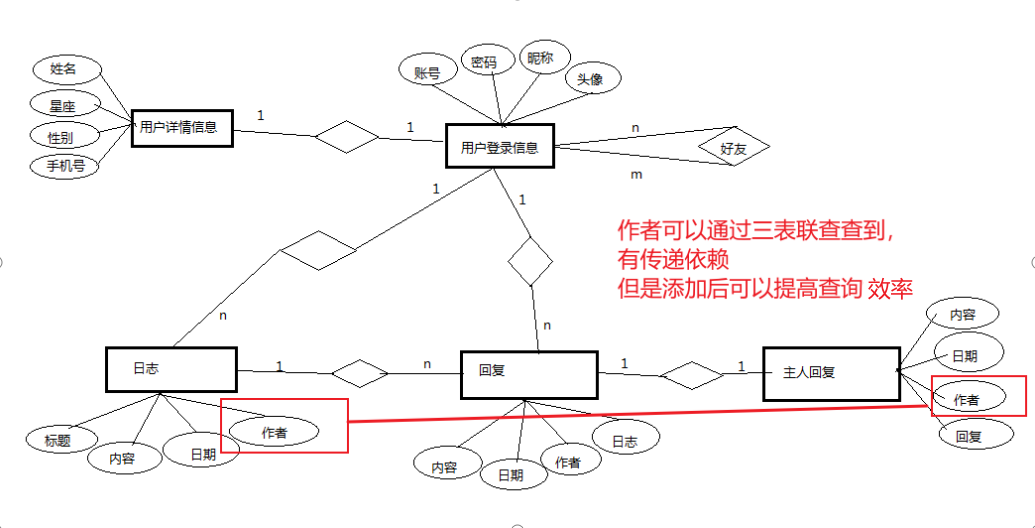 姓名
星座
性别
手机号
用户详情信息
1
1
账号
密码
昵称
头像
用户登录信息
n
m
好友
1
1
n
n
作者可以通过三表联查查到,
有传递依赖
但是添加后可以提高查询 效率
日志
1
n
回复
1
1
主人回复
内容
日期
作者
回复
标题
内容
日期
作者
内容
日期
作者
日志